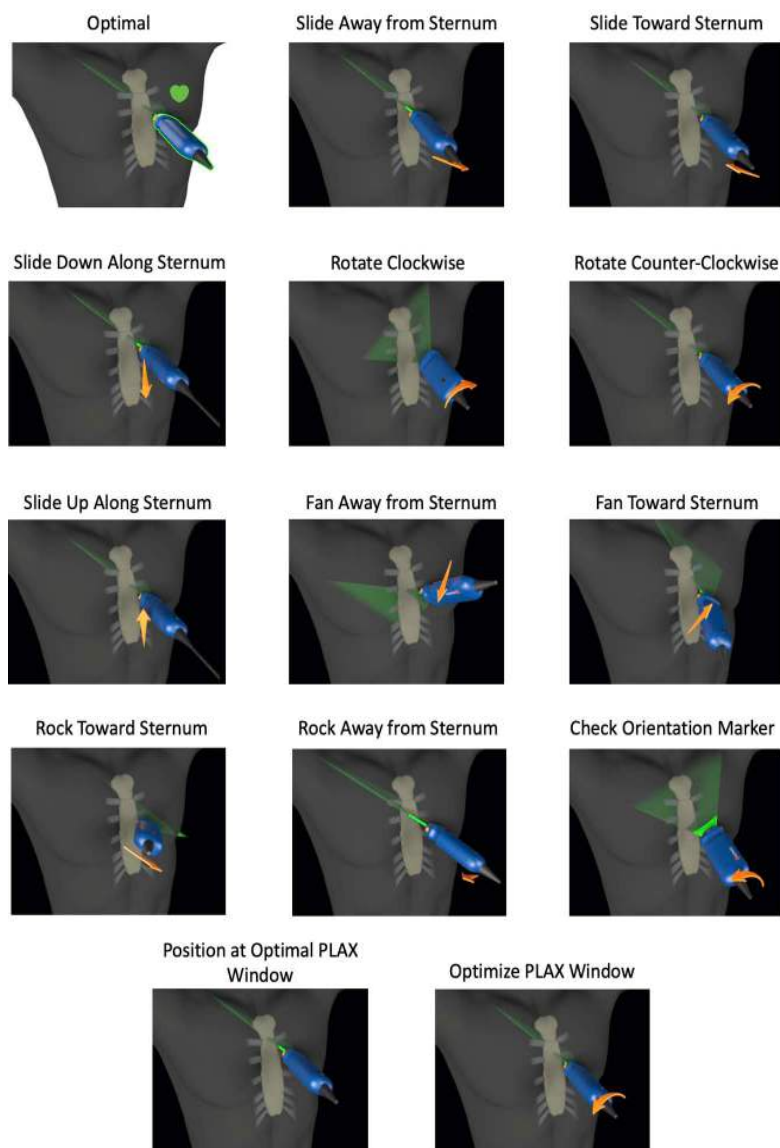 Optimal
Slide Away from Sternum
Slide Toward Sternum
Slide Down Along Sternum
Rotate Clockwise
Rotate Counter-Clockwise
Slide Up Along Sternum
Fan Away from Sternum
Fan Toward Sternum
Rock Toward Sternum
Rock Away from Sternum
Check Orientation Marker
Position at Optimal PLAX
Window
Optimize PLAX Window